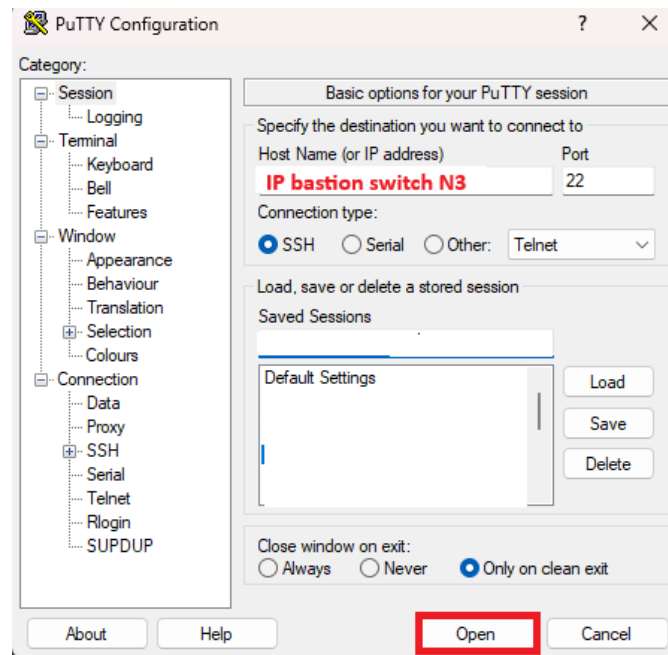 PuTTY Configuration
?
Category:
Session
Logging
Terminal
Keyboard
Bell
Features
Window
Appearance
Behaviour
Translation
Selection
Colours
Connection
Data
Proxy
SSH
Serial
Telnet
Rlogin
SUPDUP
Basic options for your PuTTY session
Specify the destination you want to connect to
Host Name (or IP address) Port
IP bastion switch N3 22
Connection type:
SSH Serial Other: Telnet
Load, save or delete a stored session
Saved Sessions
Default Settings
Load
Save
Delete
Close window on exit:
Always Never Only on clean exit
About Help Open Cancel